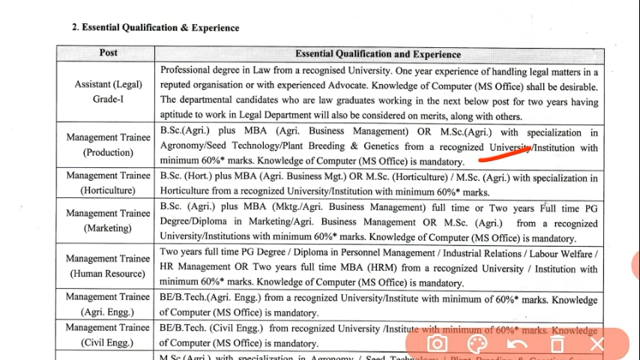 2. Essential Qualification & Experience
Post
Essential Qualification and Experience
Assistant (Legal)
Grade-I
Professional degree in Law from a recognised University. One year experience of handling legal matters in a
reputed organisation or with experienced Advocate. Knowledge of Computer (MS Office) shall be desirable.
The departmental candidates who are law graduates working in the next below post for two years having
aptitude to work in Legal Department will also be considered on merits, along with others.
Management Trainee
(Production)
B.Sc.(Agri.) plus MBA (Agri. Business Management) OR M.Sc.(Agri.) with specialization in
Agronomy/Seed Technology/Plant Breeding & Genetics from a recognized University/Institution with
minimum 60%* marks. Knowledge of Computer (MS Office) is mandatory.
Management Trainee
(Horticulture)
B.Sc. (Hort.) plus MBA (Agri. Business Mgt.) OR M.Sc. (Horticulture) / M.Sc. (Agri.) with specialization in
Horticulture from a recognized University/Institution with minimum 60%* marks.
Management Trainee
(Marketing)
B.Sc. (Agri.) plus MBA (Mktg./Agri. Business Management) full time or Two years Full time PG
Degree/Diploma in Marketing/Agri. Business Management OR M.Sc. (Agri.) from a recognized
University/Institutions with minimum 60%* marks. Knowledge of Computer (MS Office) is mandatory.
Management Trainee
(Human Resource)
Two years full time PG Degree / Diploma in Personnel Management / Industrial Relations / Labour Welfare /
HR Management OR Two years full time MBA (HRM) from a recognized University / Institution with
minimum 60%* marks. Knowledge of Computer (MS Office) is mandatory.
Management Trainee
(Agri. Engg.)
BE/B.Tech.(Agri. Engg.) from a recognized University/Institute with minimum of 60%* marks. Knowledge
of Computer (MS Office) is mandatory.
Management Trainee
(Civil Engg.)
BE/B.Tech. (Civil Engg.) from recognized University /Institute with minimum
of Computer (MS Office) is mandatory.
M.Sc.(Agri.) with specialization in Agronomy / Seed